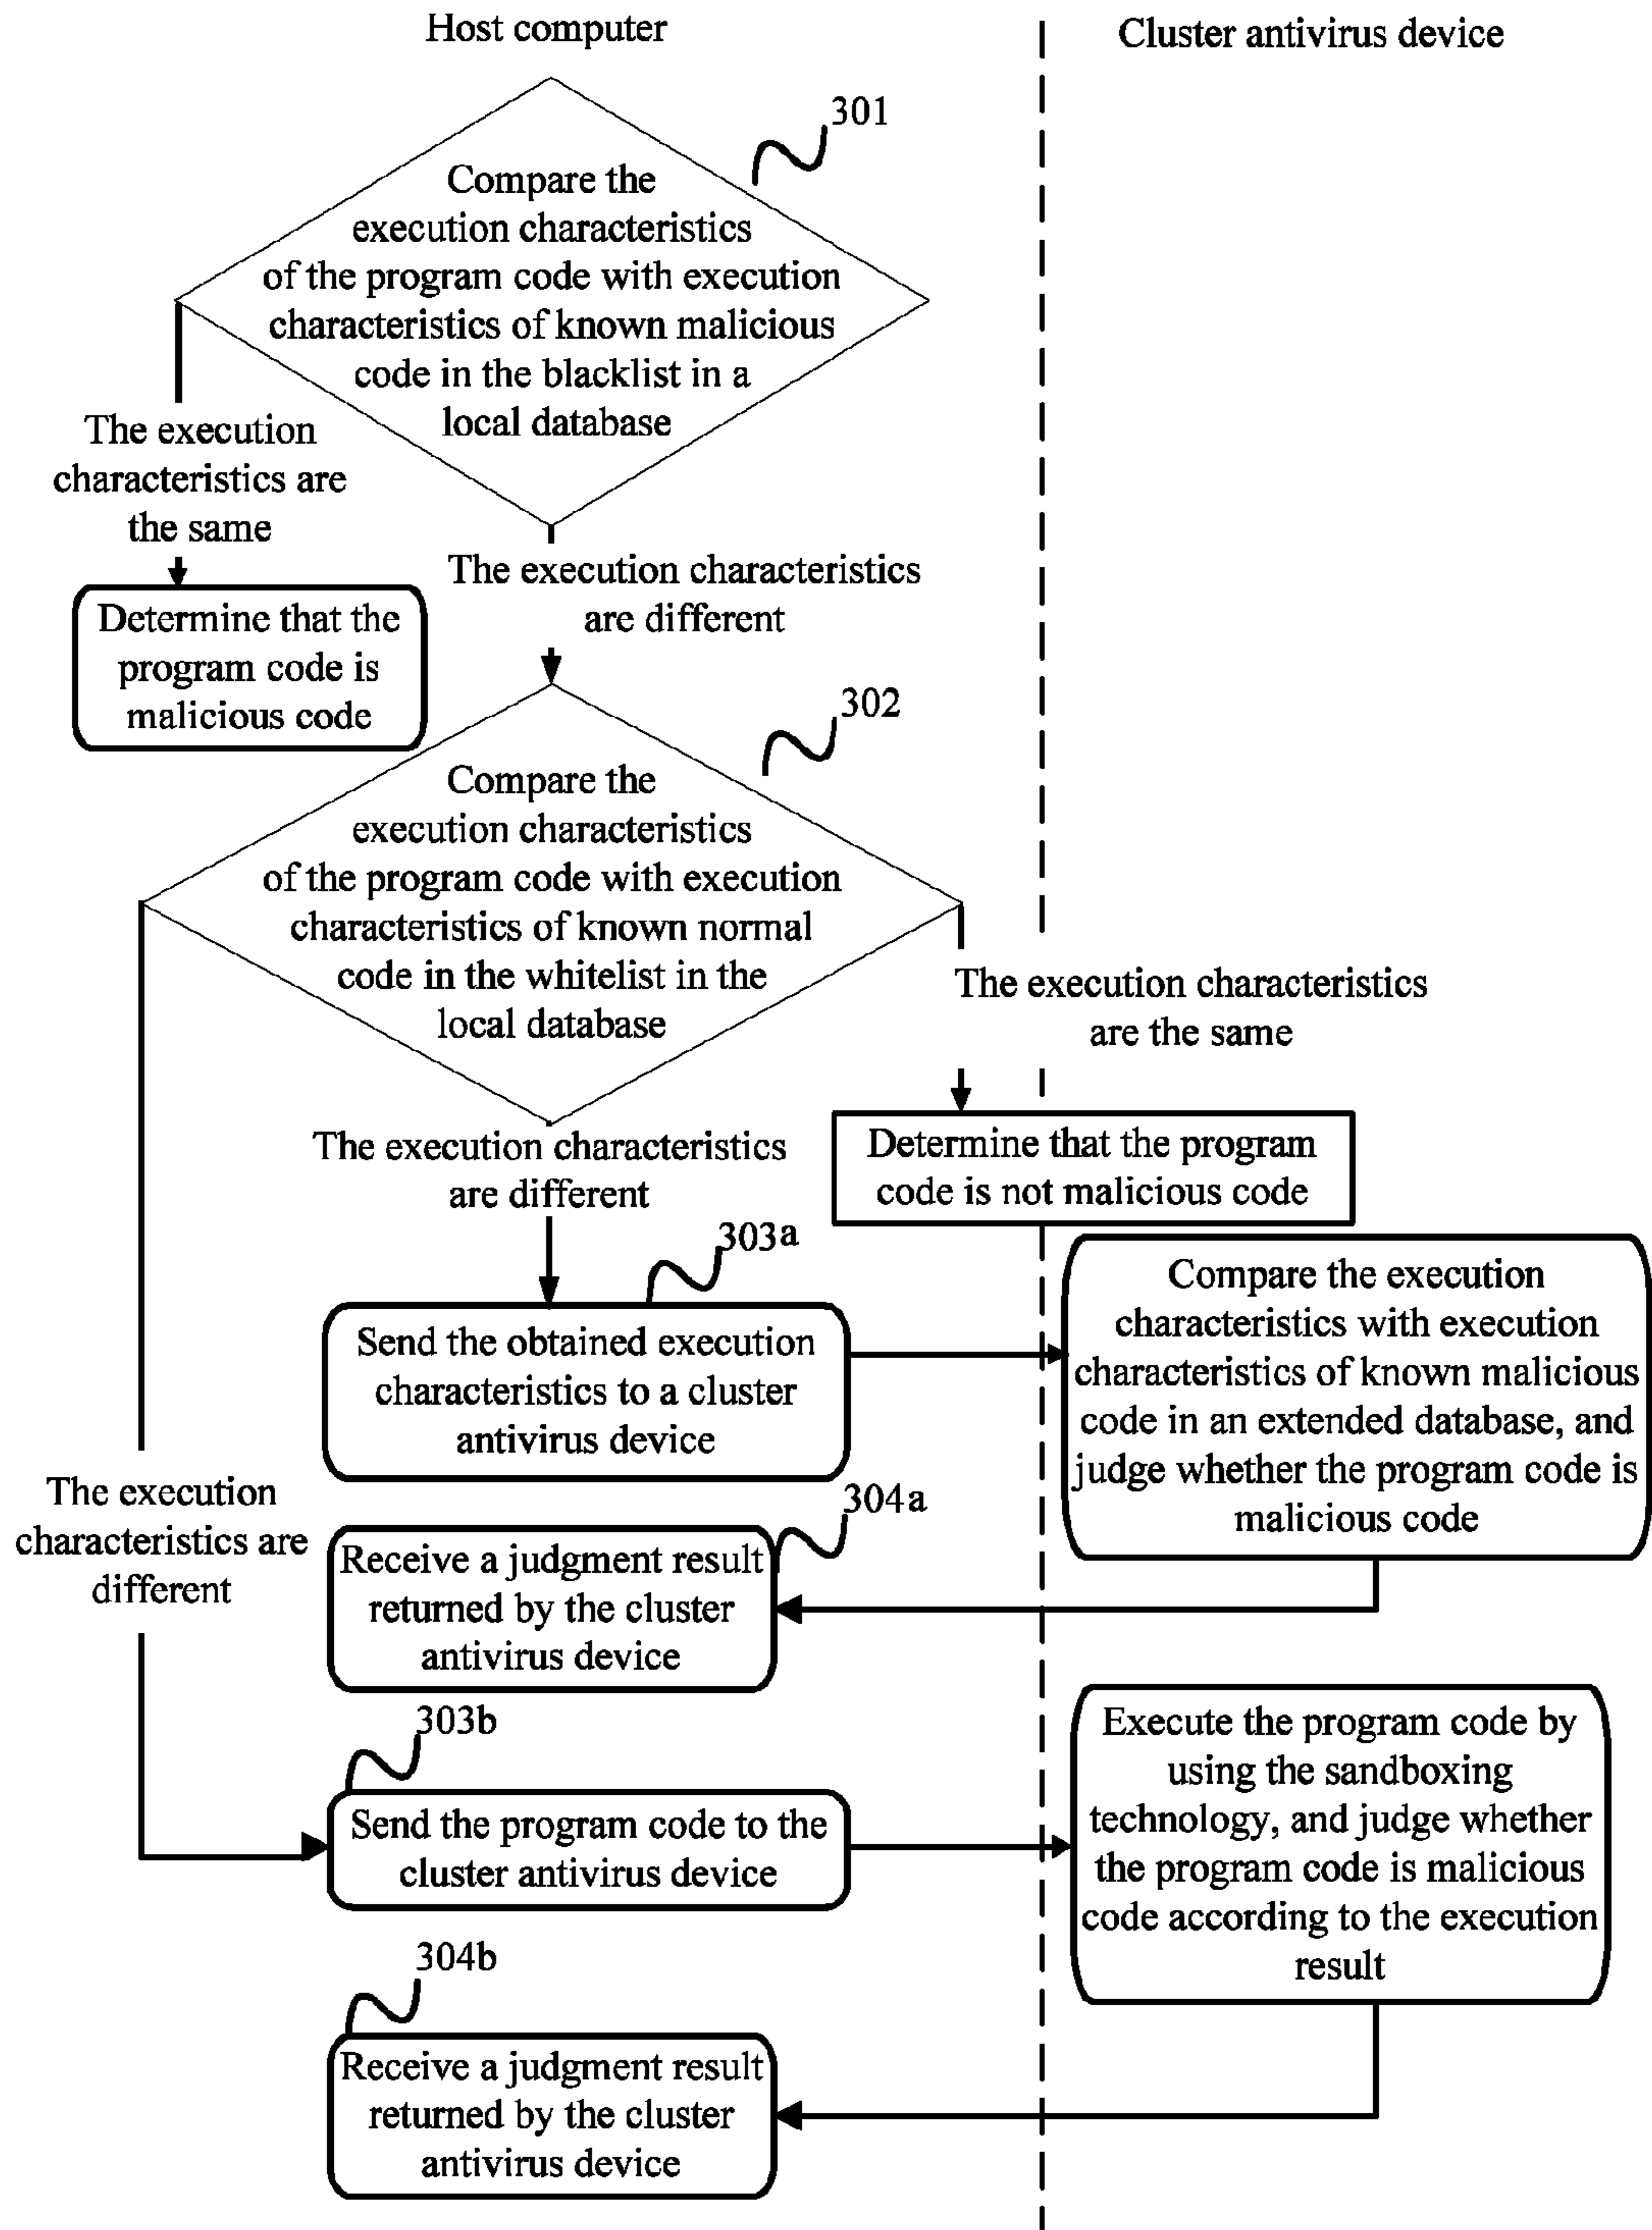 Host computer
Cluster antivirus device
301
Compare the
execution characteristics
of the program code with execution
characteristics of known malicious
code in the blacklist in a
local database
The execution
characteristics are
the same
The execution characteristics
are different
Determine that the
program code is
malicious code
302
Compare the
execution characteristics
of the program code with execution
characteristics of known normal
code in the whitelist in the
local database
The execution characteristics
are the same
The execution characteristics
are different
Determine that the program
code is not malicious code
303a
Send the obtained execution
characteristics to a cluster
antivirus device
Compare the execution
characteristics with execution
characteristics of known malicious
code in an extended database, and
judge whether the program code is
malicious code
The execution
characteristics are
different
304a
Receive a judgment result
returned by the cluster
antivirus device
303b
Send the program code to the
cluster antivirus device
Execute the program code by
using the sandboxing
technology, and judge whether
the program code is malicious
code according to the execution
result
304b
Receive a judgment result
returned by the cluster
antivirus device